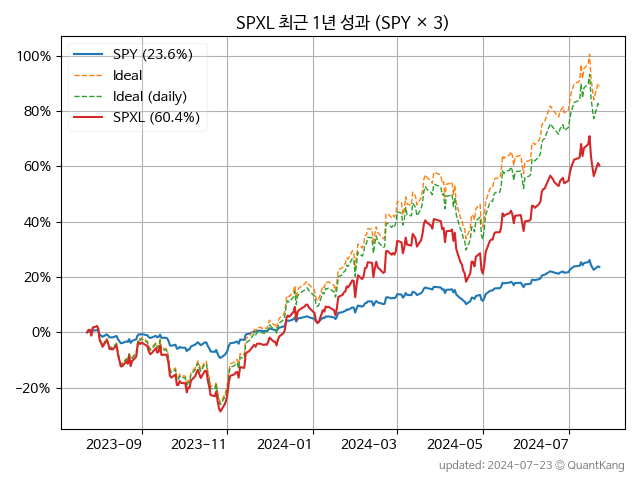 SPXL 최근 1년 성과 (SPY × 3)
SPY (23.6%)
Ideal
Ideal (daily)
SPXL (60.4%)
100%
80%
60%
40%
20%
0%
−20%
2023−09
2023−11
2024−01
2024−03
2024−05
2024−07
updated: 2024−07−23 © QuantKang